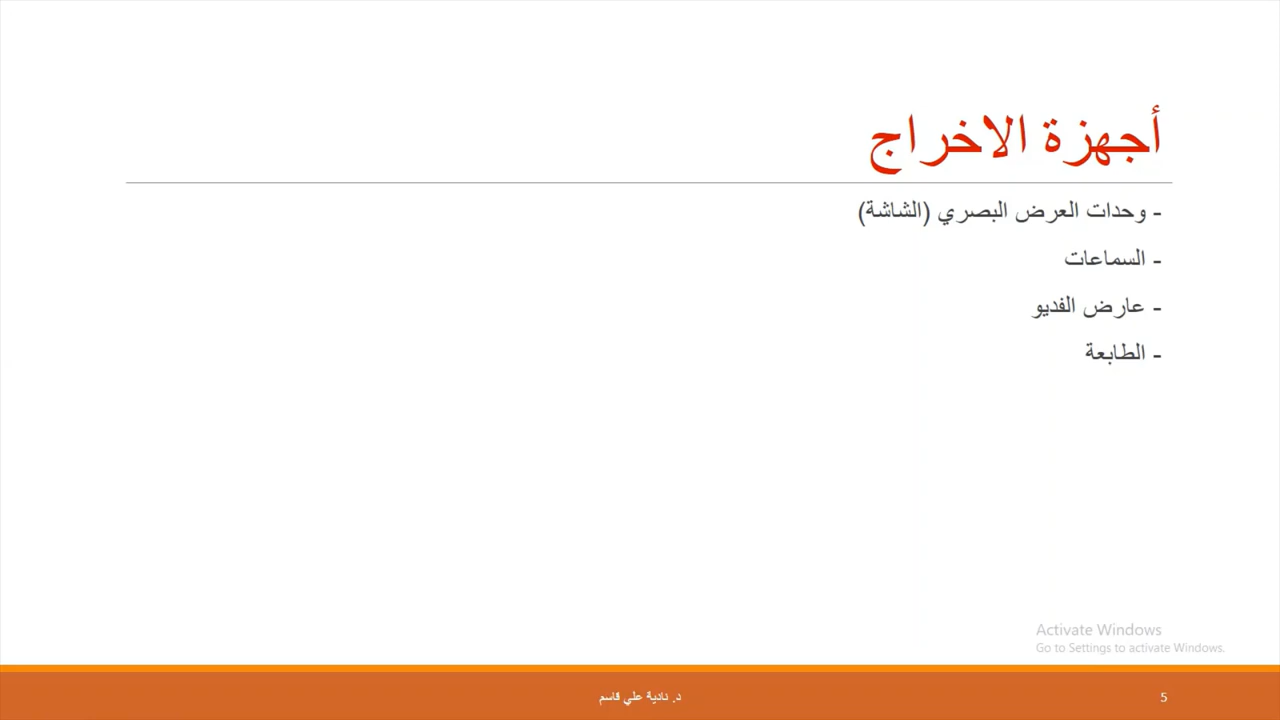 أجهزة الاخراج
- وحدات العرض البصري (الشاشة)
- السماعات
- عارض الفديو
- الطابعة
Activate Windows
Go to Settings to activate Windows.
د. نادية علي قاسم
5